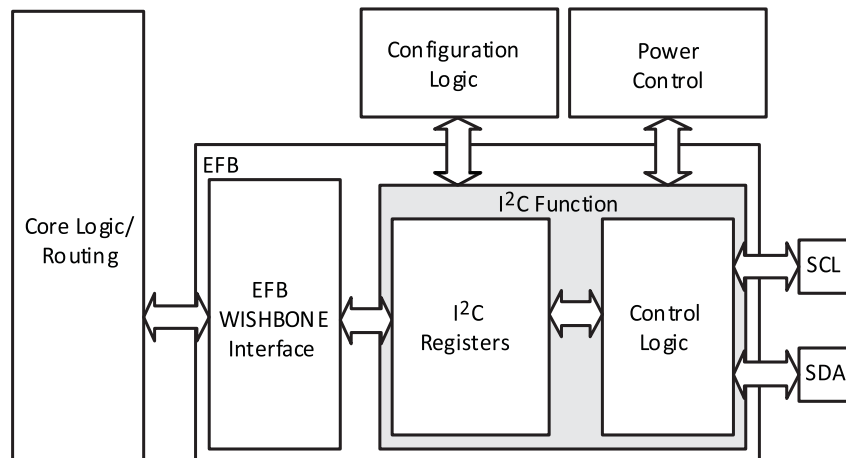 Configuration
Logic
Power
Control
EFB
I²C Function
Core Logic/
Routing
EFB
WISHBONE
Interface
I²C
Registers
Control
Logic
SCL
SDA